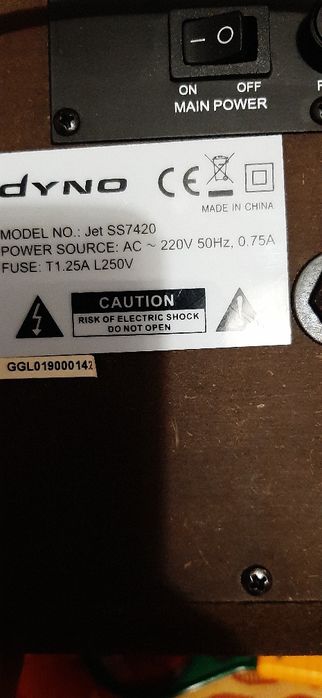 – O
ON OFF
MAIN POWER
DYNO CE
MADE IN CHINA
MODEL NO.: Jet SS7420
POWER SOURCE: AC ~ 220V 50Hz, 0.75A
FUSE: T1.25A L250V
CAUTION
RISK OF ELECTRIC SHOCK
DO NOT OPEN
GGL019000142